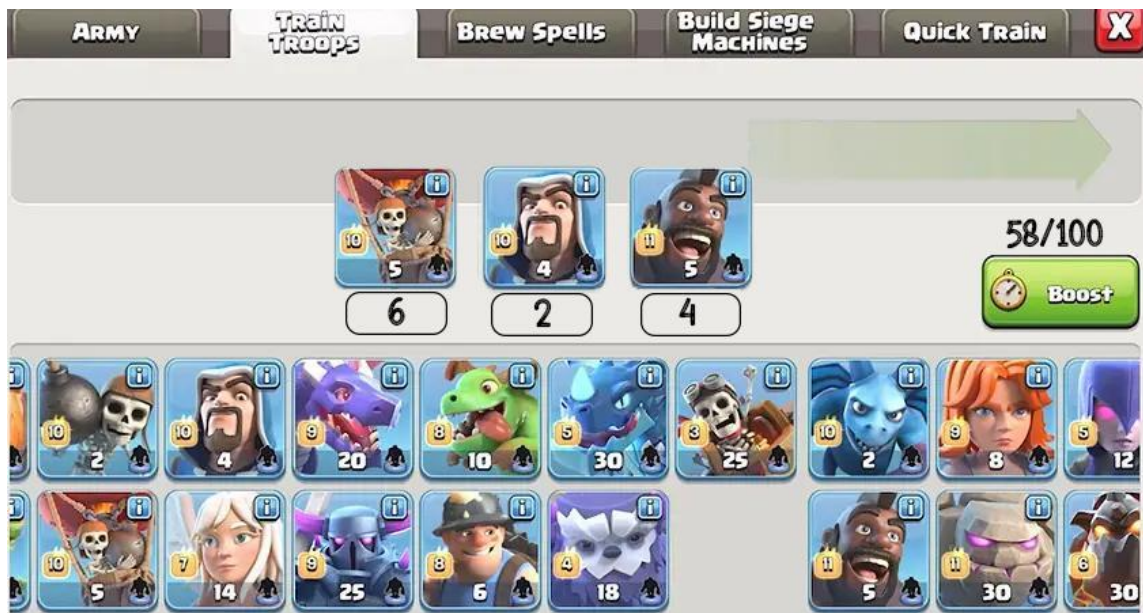 Army
Train Troops
Brew Spells
Build Siege Machines
Quick Train
X
i i i
10 10 11
5 4 5
58/100
6 2 4
Boost
i i i i i i i i
10 10 9 8 5 3 10 9 5
2 4 20 10 30 25 2 8 12
i i i i i i i
10 7 9 8 4 11 11 6
5 14 25 6 18 5 30 30